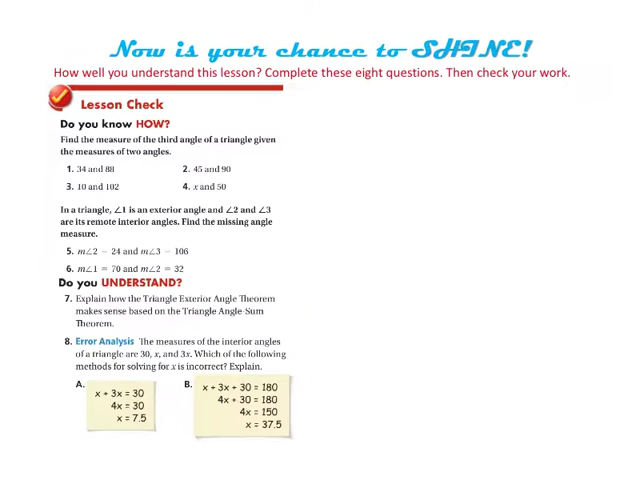 Now is your chance to SHINE!
How well you understand this lesson? Complete these eight questions. Then check your work.
Lesson Check
Do you know HOW?
Find the measure of the third angle of a triangle given
the measures of two angles.
1. 34 and 88
2. 45 and 90
3. 10 and 102
4. x and 50
In a triangle, ∠1 is an exterior angle and ∠2 and ∠3
are its remote interior angles. Find the missing angle
measure.
5. m∠2 = 24 and m∠3 = 106
6. m∠1 = 70 and m∠2 = 32
Do you UNDERSTAND?
7. Explain how the Triangle Exterior Angle Theorem
makes sense based on the Triangle Angle-Sum
Theorem.
8. Error Analysis The measures of the interior angles
of a triangle are 30, x, and 3x. Which of the following
methods for solving for x is incorrect? Explain.
A.
x + 3x = 30
4x = 30
x = 7.5
B.
x + 3x + 30 = 180
4x + 30 = 180
4x = 150
x = 37.5